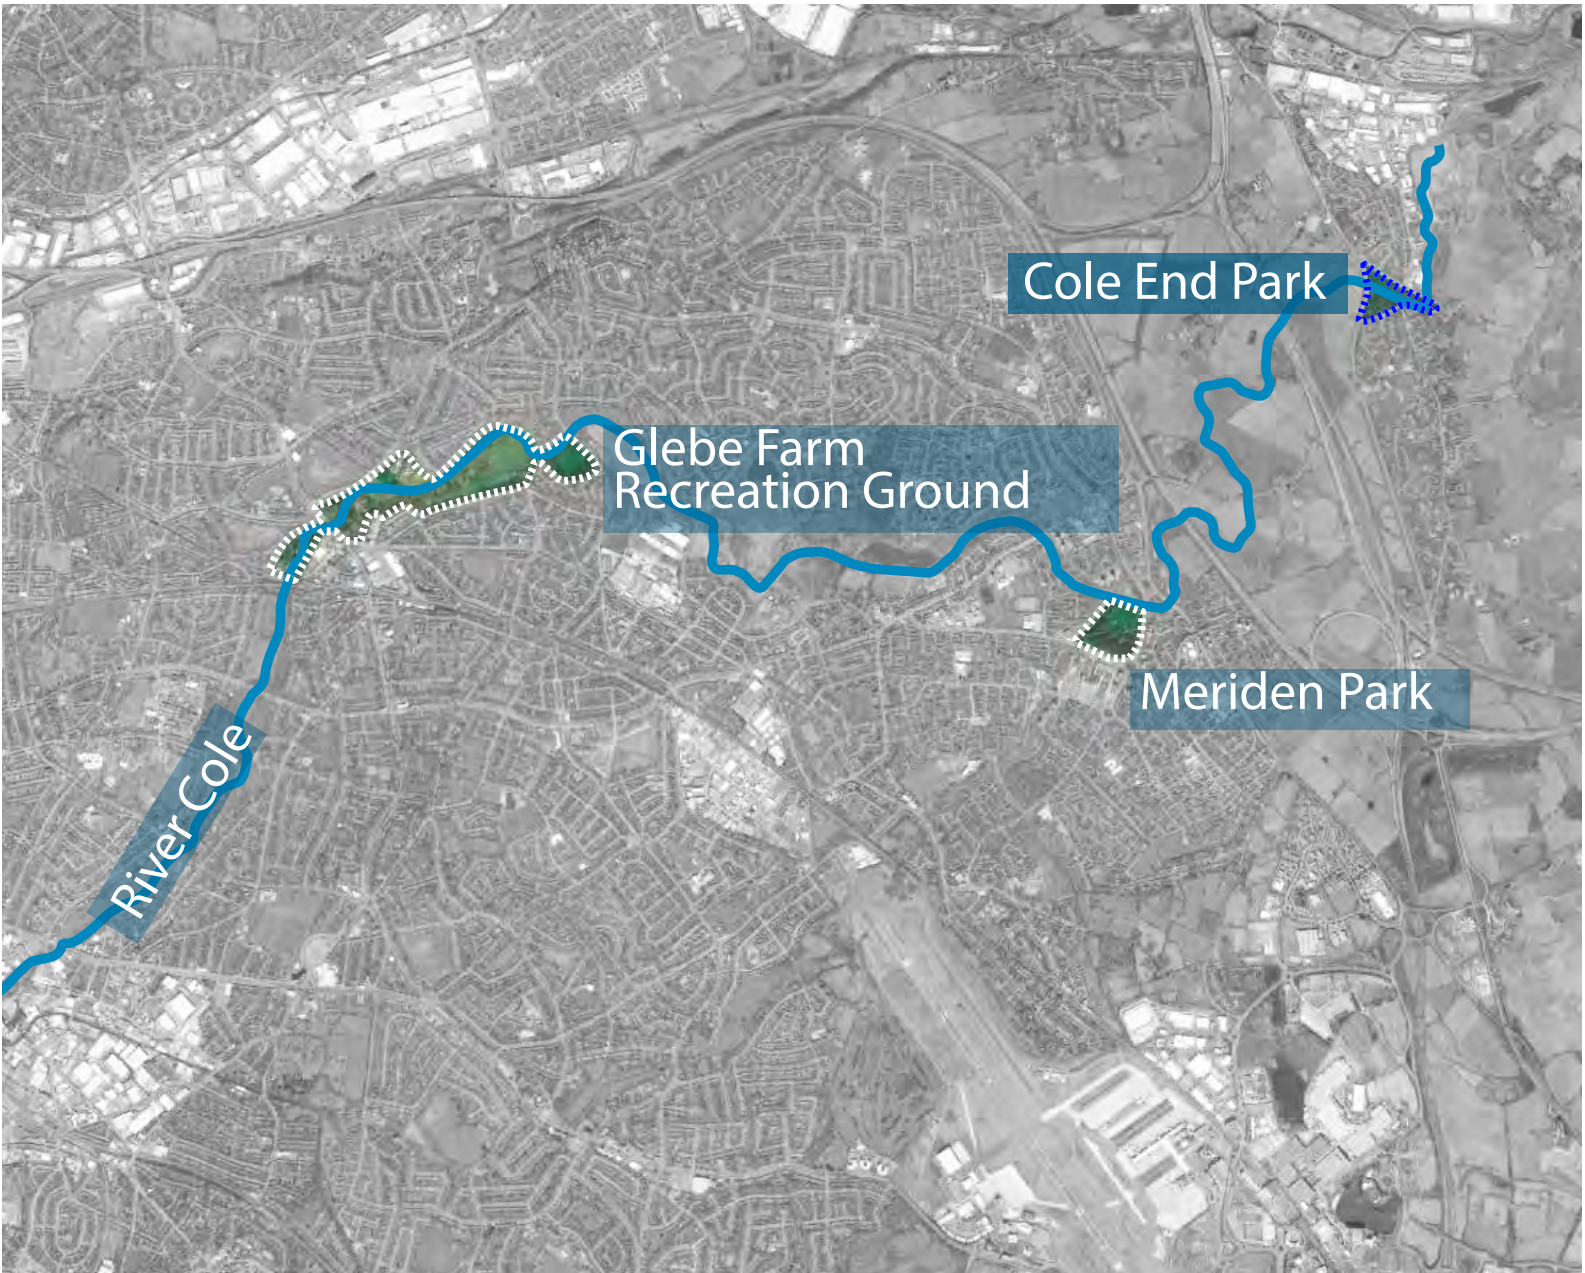 Cole End Park
Glebe Farm
Recreation Ground
Meriden Park
River Cole